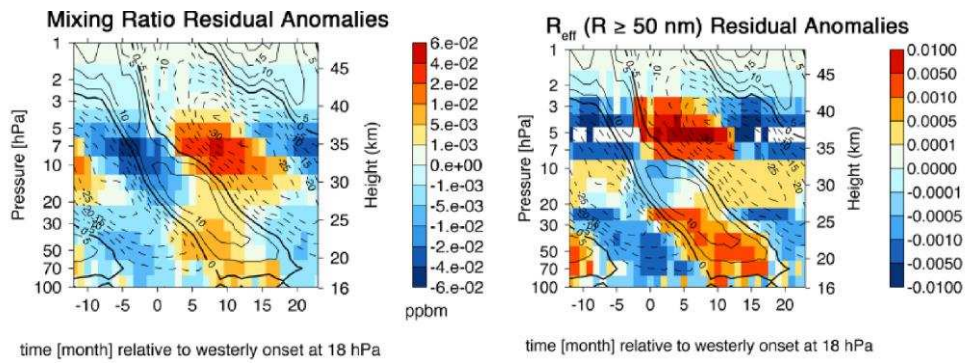 Mixing Ratio Residual Anomalies
1
2
3
5
7
10
20
30
50
70
100
Pressure [hPa]
-10
-5
0
5
10
15
20
45
40
35
30
25
20
16
Height (km)
6.e-02
4.e-02
2.e-02
1.e-02
5.e-03
1.e-03
0.e+00
-1.e-03
-5.e-03
-1.e-02
-2.e-02
-4.e-02
-6.e-02
ppbm
time [month] relative to westerly onset at 18 hPa
R_eff (R ≥ 50 nm) Residual Anomalies
1
2
3
5
7
10
20
30
50
70
100
Pressure [hPa]
-10
-5
0
5
10
15
20
45
40
35
30
25
20
16
Height (km)
0.0100
0.0050
0.0010
0.0005
0.0001
0.0000
-0.0001
-0.0005
-0.0010
-0.0050
-0.0100
time [month] relative to westerly onset at 18 hPa